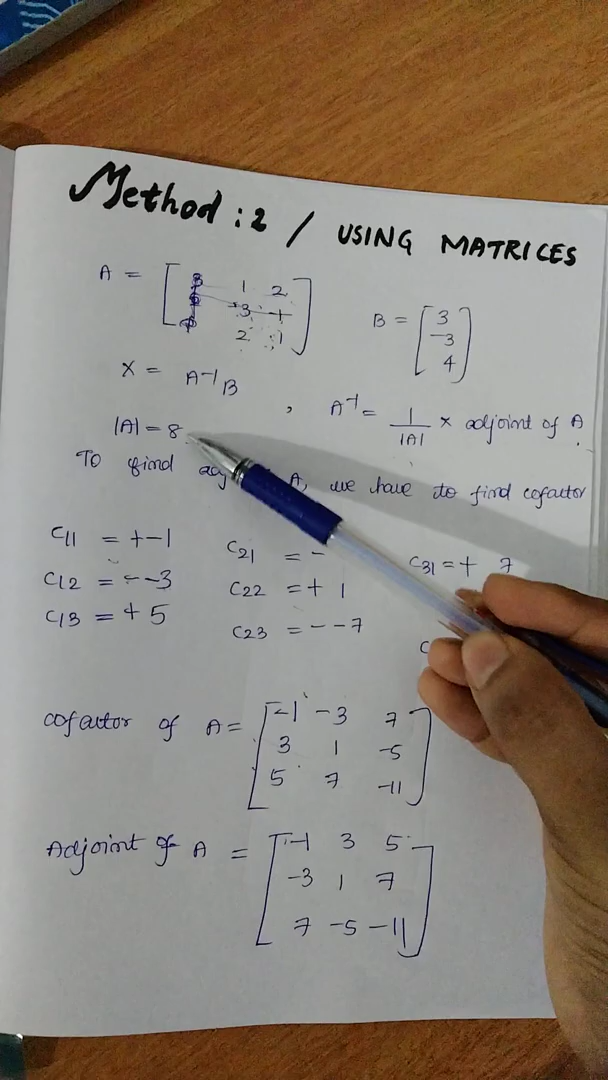 Method : 2 / USING MATRICES
A = [ 1 2
-3 -1
2 1 ]
B = [ 3
-3
4 ]
X = A⁻¹B , A⁻¹ = 1/|A| × adjoint of A
|A| = 8
To find A, we have to find cofactor
C11 = +-1 C21 = - C31 = + 7
C12 = --3 C22 = + 1
C13 = + 5 C23 = --7
cofactor of A = [ -1 -3 7
3 1 -5
5 7 -11 ]
Adjoint of A = [ -1 3 5
-3 1 7
7 -5 -11 ]